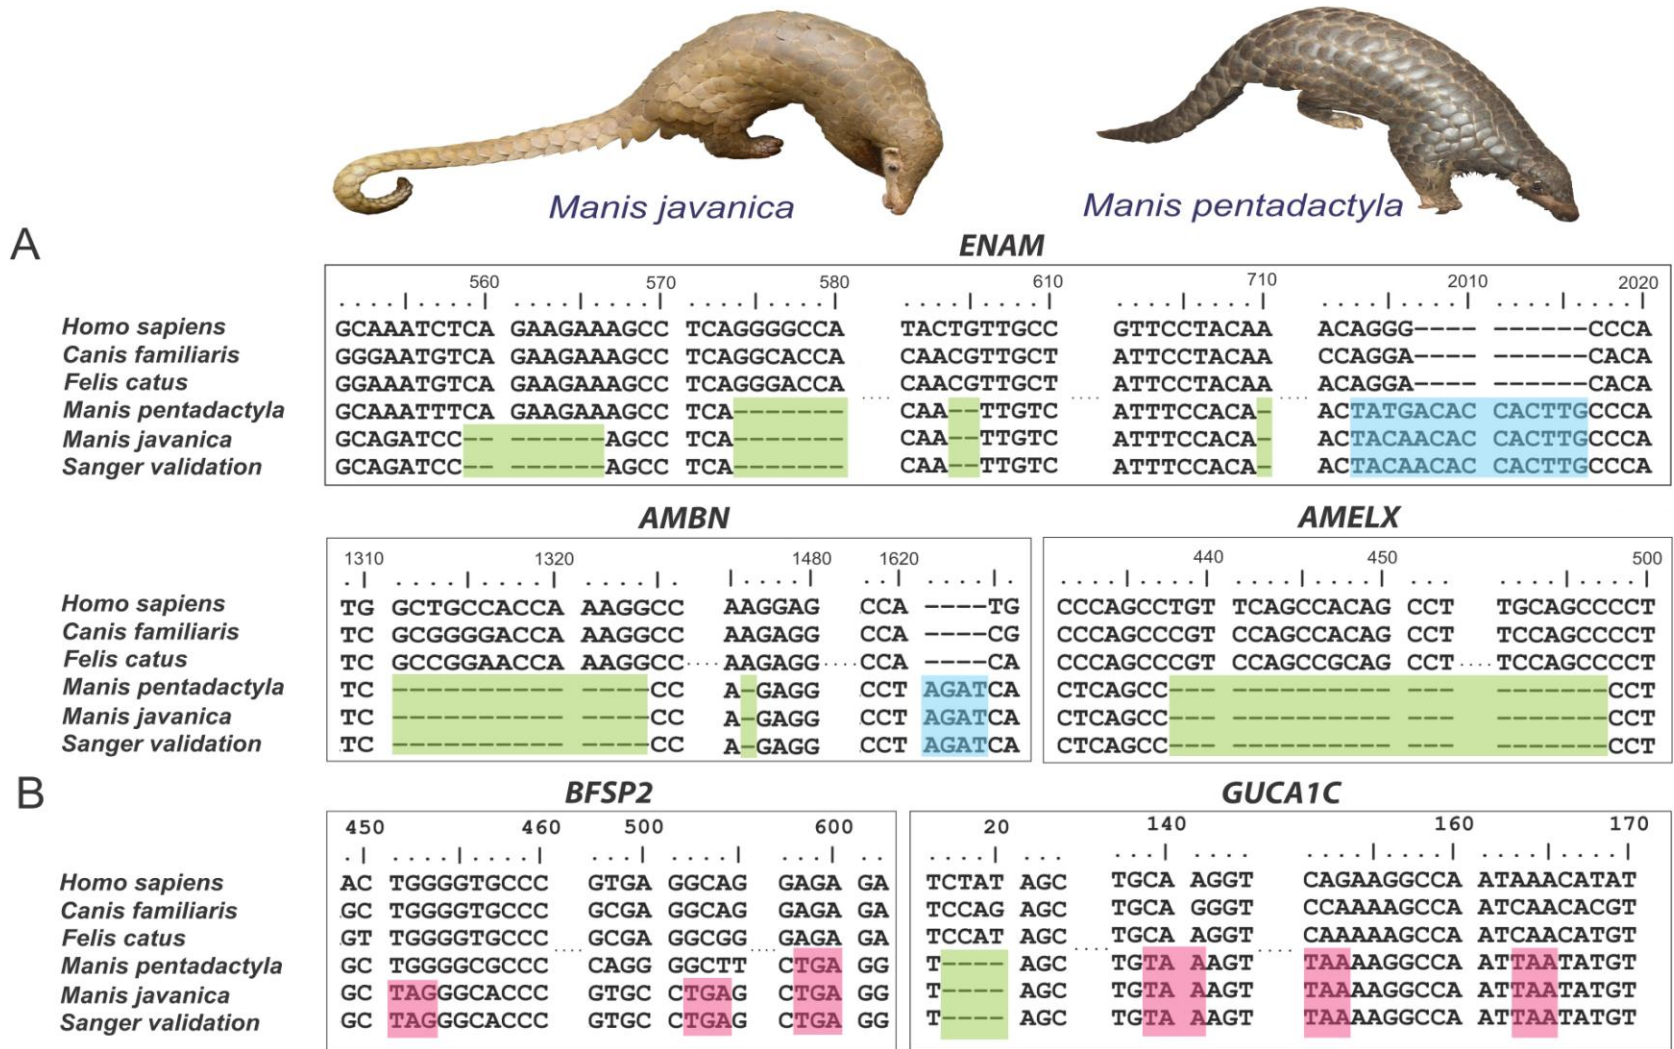 Manis javanica
Manis pentadactyla
A
ENAM
560 570 580 610 710 2010 2020
Homo sapiens GCAAATCTCA GAAGAAAGCC TCAGGGGCCA TACTGTTGCC GTTCCTACAA ACAGGG---- ------CCCA
Canis familiaris GGGAATGTCA GAAGAAAGCC TCAGGCACCA CAACGTTGCT ATTCCTACAA CCAGGA---- ------CACA
Felis catus GGAAATGTCA GAAGAAAGCC TCAGGGACCA CAACGTTGCT ATTCCTACAA ACAGGA---- ------CACA
Manis pentadactyla GCAAATTTCA GAAGAAAGCC TCA------- CAA--TTGTC ATTTCCACA- ACTATGACAC CACTTGCCCA
Manis javanica GCAGATCC-- ------AGCC TCA------- CAA--TTGTC ATTTCCACA- ACTACAACAC CACTTGCCCA
Sanger validation GCAGATCC-- ------AGCC TCA------- CAA--TTGTC ATTTCCACA- ACTACAACAC CACTTGCCCA
AMBN AMELX
1310 1320 1480 1620 440 450 500
Homo sapiens TG GCTGCCACCA AAGGCC AAGGAG CCA ----TG CCCAGCCTGT TCAGCCACAG CCT TGCAGCCCCT
Canis familiaris TC GCGGGGACCA AAGGCC AAGAGG CCA ----CG CCCAGCCCGT CCAGCCACAG CCT TCCAGCCCCT
Felis catus TC GCCGGAACCA AAGGCC AAGAGG CCA ----CA CCCAGCCCGT CCAGCCGCAG CCT TCCAGCCCCT
Manis pentadactyla TC ---------- ----CC A-GAGG CCT AGATCA CTCAGCC--- ---------- --- -------CCT
Manis javanica TC ---------- ----CC A-GAGG CCT AGATCA CTCAGCC--- ---------- --- -------CCT
Sanger validation TC ---------- ----CC A-GAGG CCT AGATCA CTCAGCC--- ---------- --- -------CCT
B
BFSP2 GUCA1C
450 460 500 600 20 140 160 170
Homo sapiens AC TGGGGTGCCC GTGA GGCAG GAGA GA TCTAT AGC TGCA AGGT CAGAAGGCCA ATAAACATAT
Canis familiaris GC TGGGGTGCCC GCGA GGCAG GAGA GA TCCAG AGC TGCA GGGT CCAAAAGCCA ATCAACACGT
Felis catus GT TGGGGTGCCC GCGA GGCGG GAGA GA TCCAT AGC TGCA AGGT CAAAAAGCCA ATCAACATGT
Manis pentadactyla GC TGGGGCGCCC CAGG GGCTT CTGA GG T---- AGC TGTA AAGT TAAAAGGCCA ATTAATATGT
Manis javanica GC TAGGGCACCC GTGC CTGAG CTGA GG T---- AGC TGTA AAGT TAAAAGGCCA ATTAATATGT
Sanger validation GC TAGGGCACCC GTGC CTGAG CTGA GG T---- AGC TGTA AAGT TAAAAGGCCA ATTAATATGT